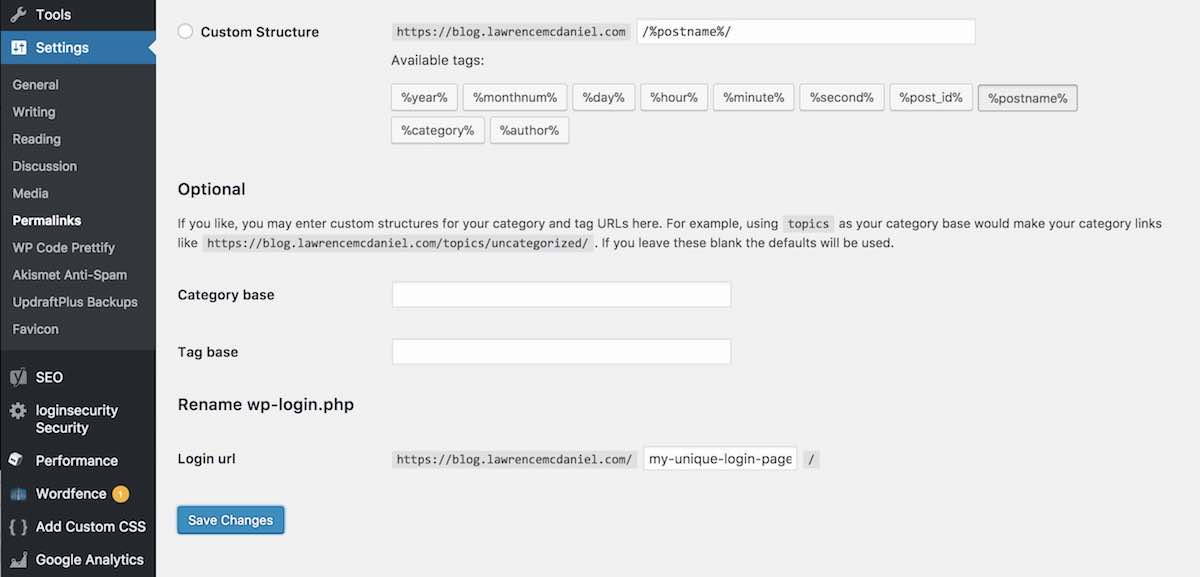 Tools
Settings
General
Writing
Reading
Discussion
Media
Permalinks
WP Code Prettify
Akismet Anti-Spam
UpdraftPlus Backups
Favicon
SEO
loginsecurity
Security
Performance
Wordfence 1
Add Custom CSS
Google Analytics
Custom Structure https://blog.lawrencemcdaniel.com /%postname%/
Available tags:
%year% %monthnum% %day% %hour% %minute% %second% %post_id% %postname%
%category% %author%
Optional
If you like, you may enter custom structures for your category and tag URLs here. For example, using topics as your category base would make your category links
like https://blog.lawrencemcdaniel.com/topics/uncategorized/ . If you leave these blank the defaults will be used.
Category base
Tag base
Rename wp-login.php
Login url https://blog.lawrencemcdaniel.com/ my-unique-login-page /
Save Changes